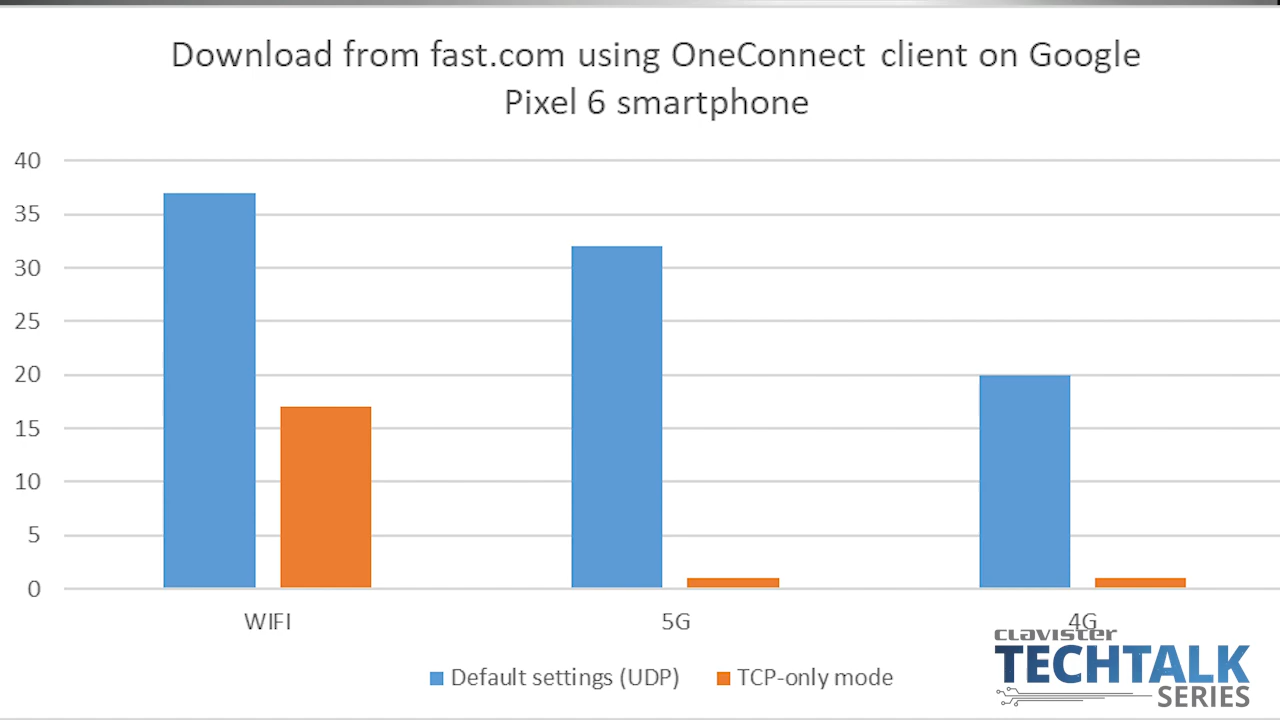 Download from fast.com using OneConnect client on Google
Pixel 6 smartphone
40
35
30
25
20
15
10
5
0
WIFI
5G
4G
Default settings (UDP)
TCP-only mode
CLAVISTER
TECHTALK
SERIES